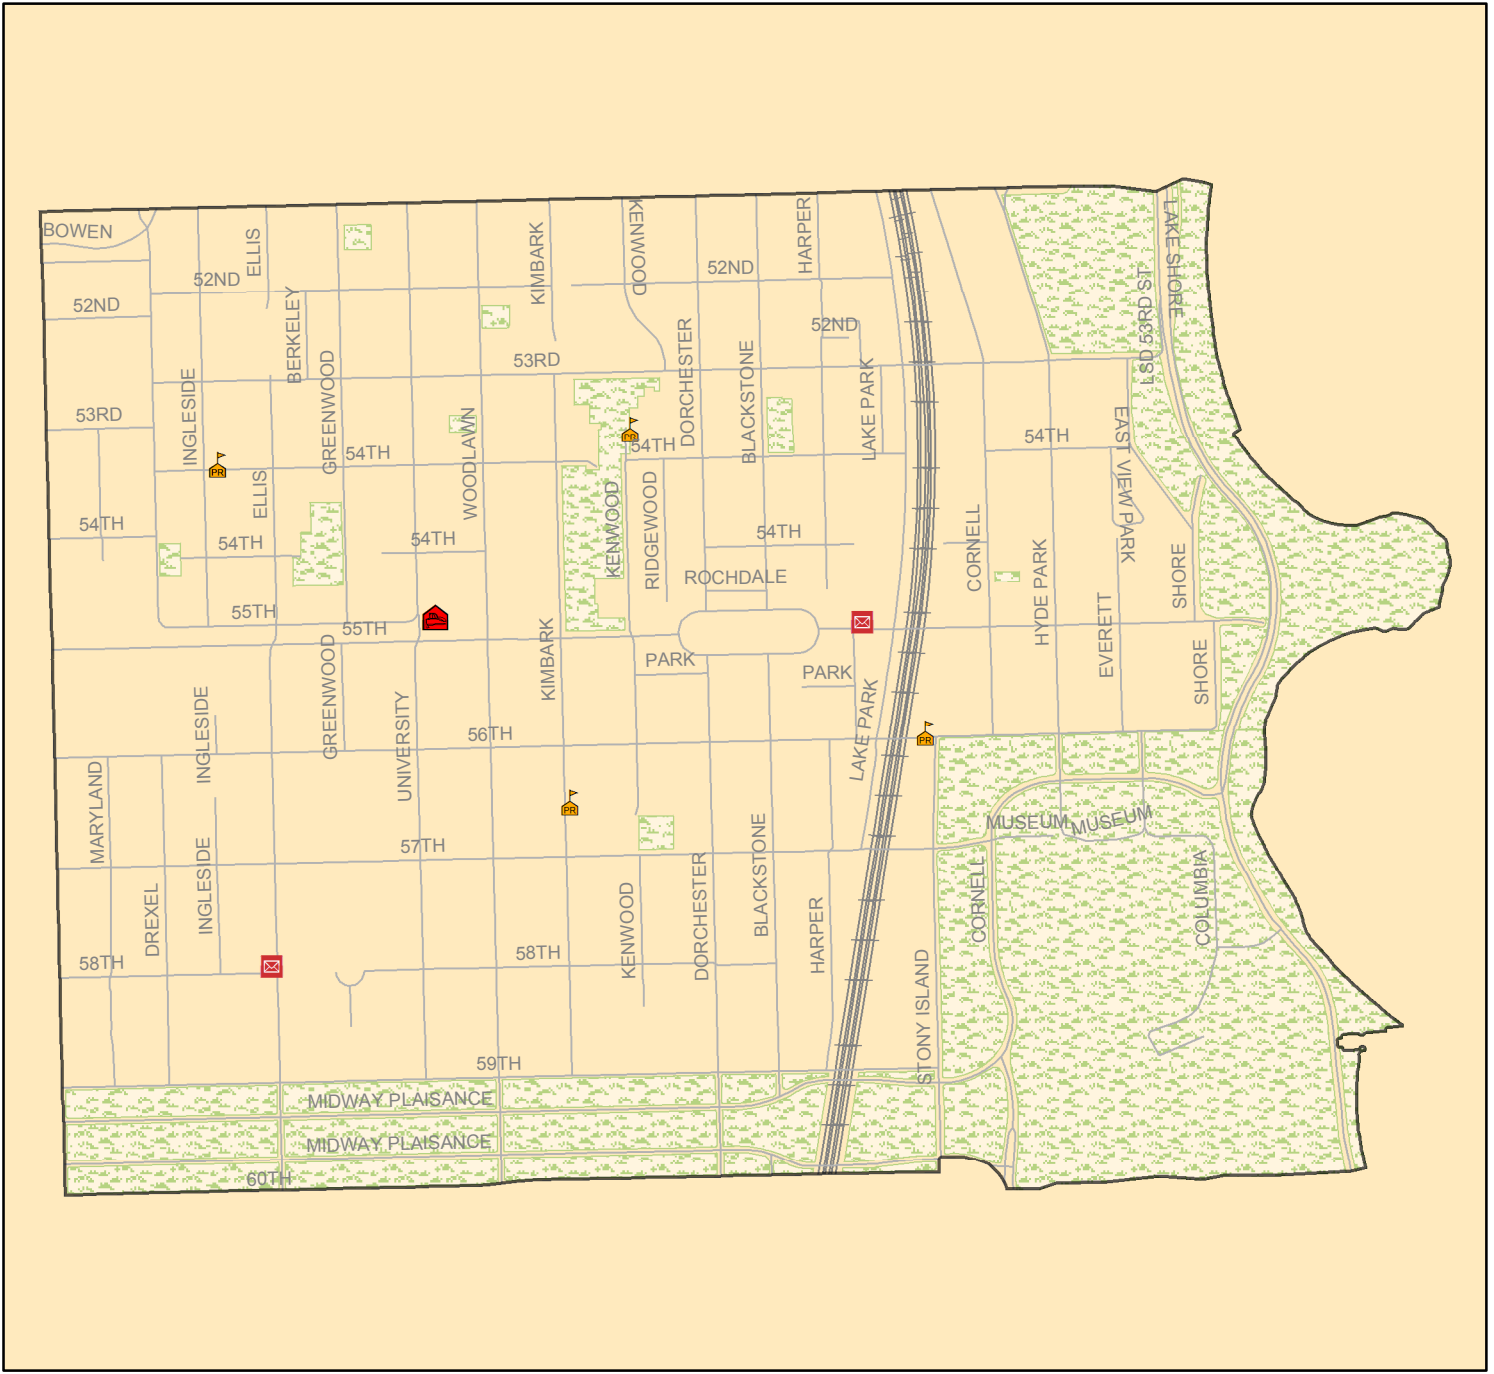 BOWEN
ELLIS
KIMBARK
KENWOOD
HARPER
LAKE SHORE
52ND
52ND
52ND
52ND
LSD 53RD ST
BERKELEY
53RD
GREENWOOD
DORCHESTER
BLACKSTONE
LAKE PARK
INGLESIDE
53RD
WOODLAWN
PR
54TH
54TH
EAST VIEW PARK
PR
54TH
ELLIS
KENWOOD
RIDGEWOOD
54TH
54TH
54TH
54TH
CORNELL
HYDE PARK
SHORE
ROCHDALE
55TH
55TH
EVERETT
GREENWOOD
KIMBARK
PARK
PARK
SHORE
INGLESIDE
UNIVERSITY
56TH
LAKE PARK
PR
MARYLAND
PR
MUSEUM
MUSEUM
57TH
INGLESIDE
BLACKSTONE
DORCHESTER
CORNELL
COLUMBIA
DREXEL
KENWOOD
HARPER
58TH
58TH
STONY ISLAND
59TH
MIDWAY PLAISANCE
MIDWAY PLAISANCE
60TH